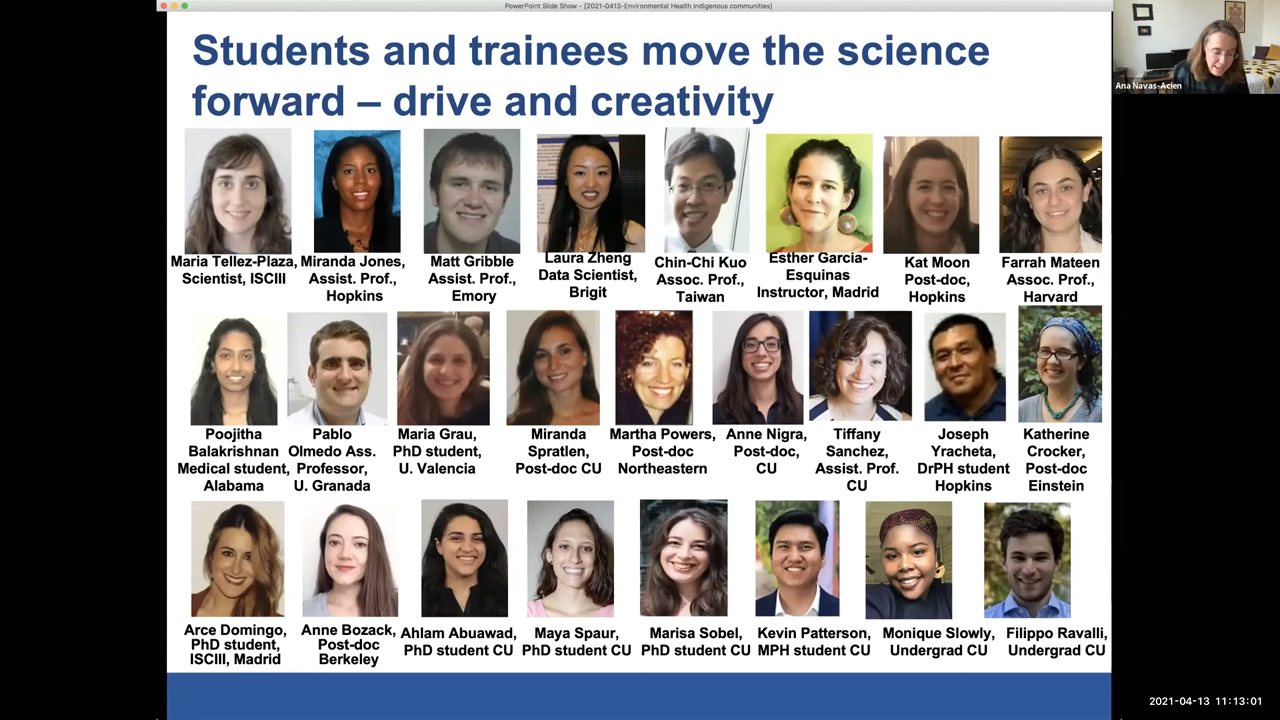 PowerPoint Slide Show - [2021-0413-Environmental Health Indigenous communities]
Students and trainees move the science
forward – drive and creativity
Ana Navas-Acien
Maria Tellez-Plaza,
Scientist, ISCIII
Miranda Jones,
Assist. Prof.,
Hopkins
Matt Gribble
Assist. Prof.,
Emory
Laura Zheng
Data Scientist,
Brigit
Chin-Chi Kuo
Assoc. Prof.,
Taiwan
Esther Garcia-
Esquinas
Instructor, Madrid
Kat Moon
Post-doc,
Hopkins
Farrah Mateen
Assoc. Prof.,
Harvard
Poojitha
Balakrishnan
Medical student,
Alabama
Pablo
Olmedo Ass.
Professor,
U. Granada
Maria Grau,
PhD student,
U. Valencia
Miranda
Spratlen,
Post-doc CU
Martha Powers,
Post-doc
Northeastern
Anne Nigra,
Post-doc,
CU
Tiffany
Sanchez,
Assist. Prof.
CU
Joseph
Yracheta,
DrPH student
Hopkins
Katherine
Crocker,
Post-doc
Einstein
Arce Domingo,
PhD student,
ISCIII, Madrid
Anne Bozack,
Post-doc
Berkeley
Ahlam Abuawad,
PhD student CU
Maya Spaur,
PhD student CU
Marisa Sobel,
PhD student CU
Kevin Patterson,
MPH student CU
Monique Slowly,
Undergrad CU
Filippo Ravalli,
Undergrad CU
2021-04-13 11:13:01